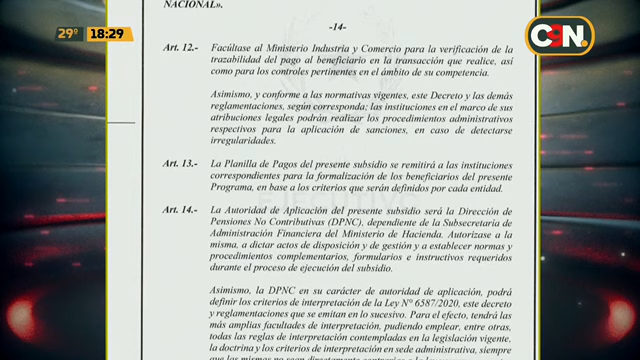 29º 18:29
C9N.
NACIONAL».
-14-
Art. 12.- Facúltase al Ministerio Industria y Comercio para la verificación de la
trazabilidad del pago al beneficiario en la transacción que realice, así
como para los controles pertinentes en el ámbito de su competencia.
Asimismo, y conforme a las normativas vigentes, este Decreto y las demás
reglamentaciones, según corresponda; las instituciones en el marco de sus
atribuciones legales podrán realizar los procedimientos administrativos
respectivos para la aplicación de sanciones, en caso de detectarse
irregularidades.
Art. 13.- La Planilla de Pagos del presente subsidio se remitirá a las instituciones
correspondientes para la formalización de los beneficiarios del presente
Programa, en base a los criterios que serán definidos por cada entidad.
EJECUTIVO
Art. 14.- La Autoridad de Aplicación del presente subsidio será la Dirección de
Pensiones No Contributivas (DPNC), dependiente de la Subsecretaría de
Administración Financiera del Ministerio de Hacienda. Autorízase a la
misma, a dictar actos de disposición y de gestión y a establecer normas y
procedimientos complementarios, formularios e instructivos requeridos
durante el proceso de ejecución del subsidio.
Asimismo, la DPNC en su carácter de autoridad de aplicación, podrá
definir los criterios de interpretación de la Ley N° 6587/2020, este decreto
y reglamentaciones que se emitan en lo sucesivo. Para el efecto, tendrá las
más amplias facultades de interpretación, pudiendo emplear, entre otras,
todas las reglas de interpretación contempladas en la legislación vigente,
la doctrina y los criterios de interpretación en sede administrativa, siempre
que las mismas no sean